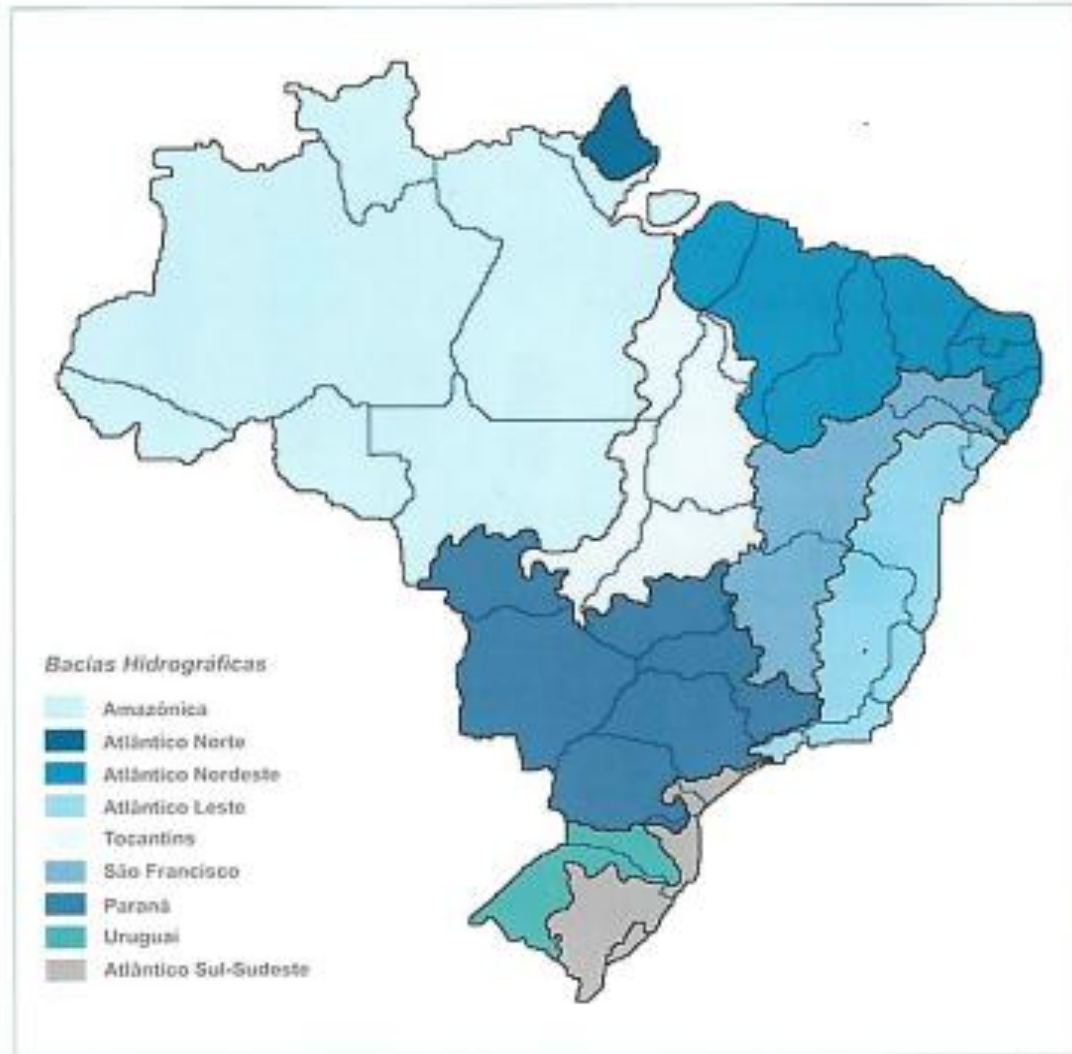 Bacias Hidrográficas
Amazônica
Atlântico Norte
Atlântico Nordeste
Atlântico Leste
Tocantins
São Francisco
Paraná
Uruguai
Atlântico Sul-Sudeste